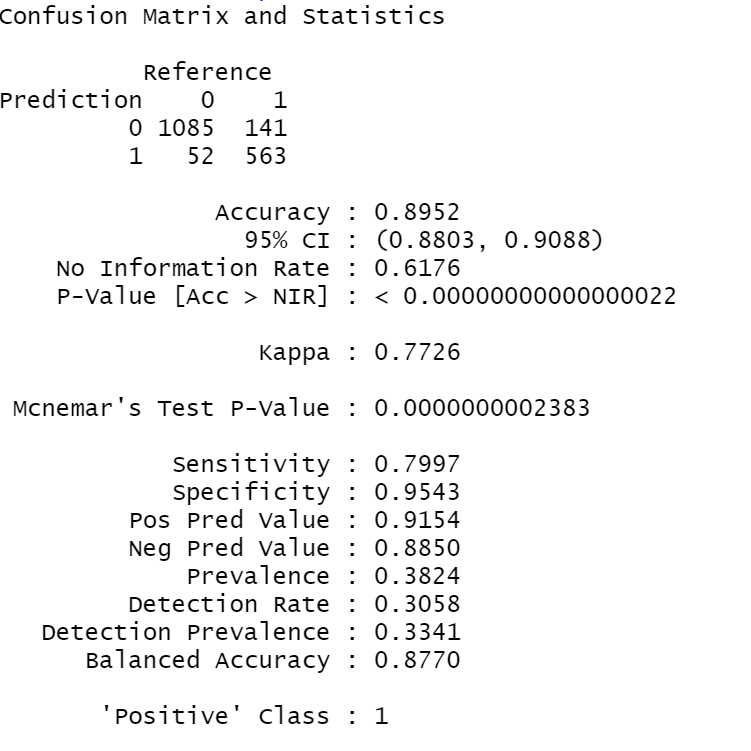 Confusion Matrix and Statistics
Reference
Prediction 0 1
0 1085 141
1 52 563
Accuracy : 0.8952
95% CI : (0.8803, 0.9088)
No Information Rate : 0.6176
P-Value [Acc > NIR] : < 0.00000000000000022
Kappa : 0.7726
Mcnemar's Test P-Value : 0.0000000002383
Sensitivity : 0.7997
Specificity : 0.9543
Pos Pred Value : 0.9154
Neg Pred Value : 0.8850
Prevalence : 0.3824
Detection Rate : 0.3058
Detection Prevalence : 0.3341
Balanced Accuracy : 0.8770
'Positive' Class : 1